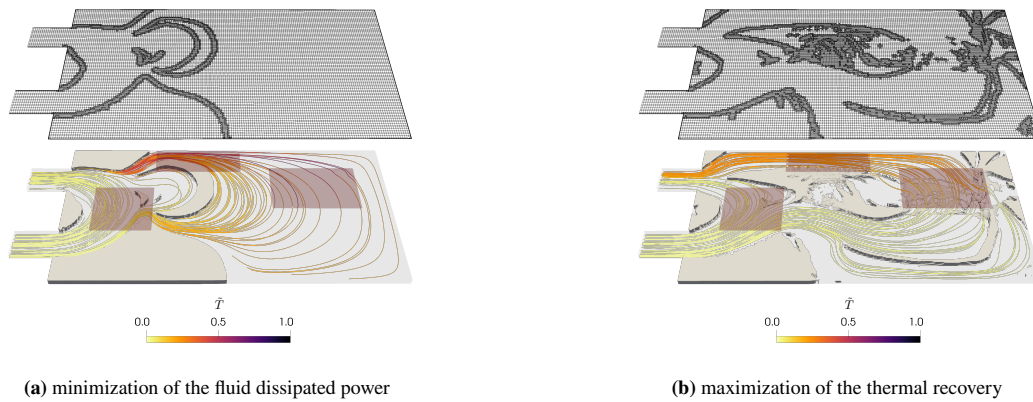 T̃
T̃
0.0 0.5 1.0
0.0 0.5 1.0
(a) minimization of the fluid dissipated power
(b) maximization of the thermal recovery